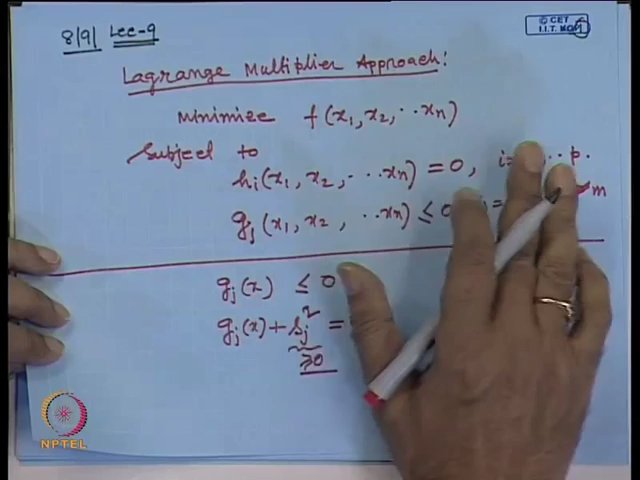 8/9/ Lec-9
© CET
I.I.T. KGP
Lagrange Multiplier Approach:
Minimize f(x₁, x₂, ·· xₙ)
Subject to
hᵢ(x₁, x₂, ··· xₙ) = 0, i= ·· p.
gⱼ(x₁, x₂, ·· xₙ) ≤ 0 = m
gⱼ(x) ≤ 0
gⱼ(x) + sⱼ² =
≥0
NPTEL